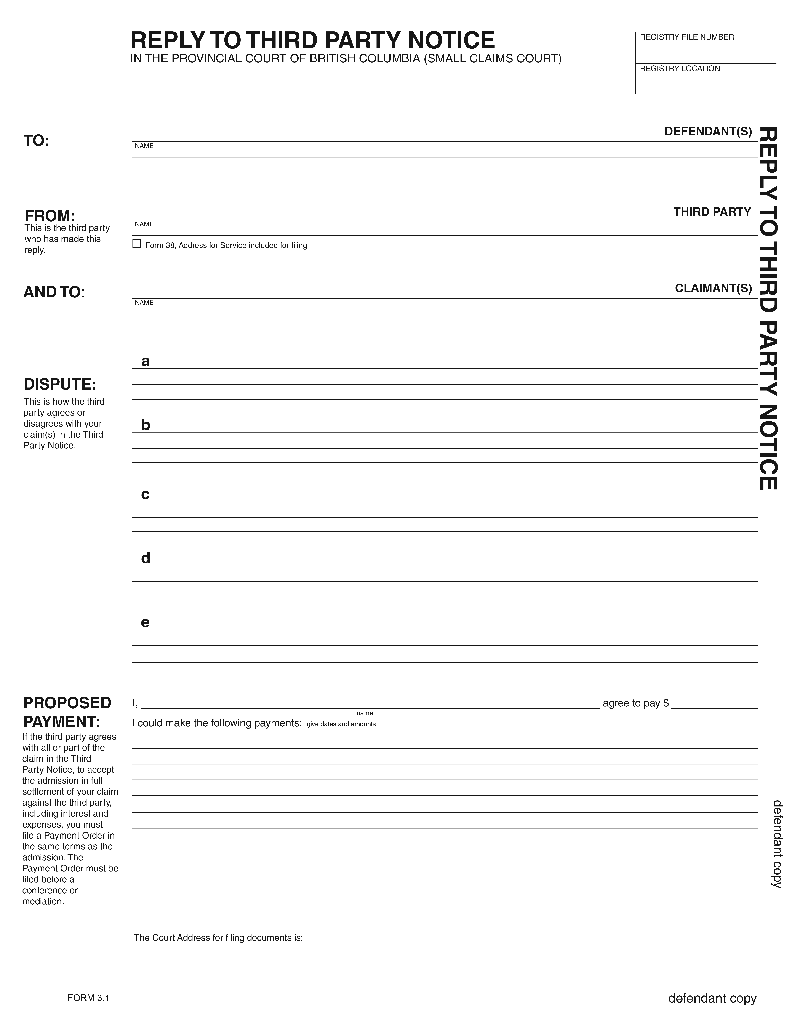 REPLY TO THIRD PARTY NOTICE
IN THE PROVINCIAL COURT OF BRITISH COLUMBIA (SMALL CLAIMS COURT)
REGISTRY FILE NUMBER
REGISTRY LOCATION
TO:
DEFENDANT(S)
NAME
FROM:
This is the third party
who has made this
reply.
THIRD PARTY
NAME
Form 38, Address for Service included for filing
AND TO:
CLAIMANT(S)
NAME
a
DISPUTE:
This is how the third
party agrees or
disagrees with your
claim(s) in the Third
Party Notice.
b
c
d
e
PROPOSED
PAYMENT:
If the third party agrees
with all or part of the
claim in the Third
Party Notice, to accept
the admission in full
settlement of your claim
against the third party,
including interest and
expenses, you must
file a Payment Order in
the same terms as the
admission. The
Payment Order must be
filed before a
conference or
mediation.
I, agree to pay $
name
I could make the following payments: give dates and amounts
The Court Address for filing documents is:
FORM 3.1
defendant copy
REPLY TO THIRD PARTY NOTICE
defendant copy